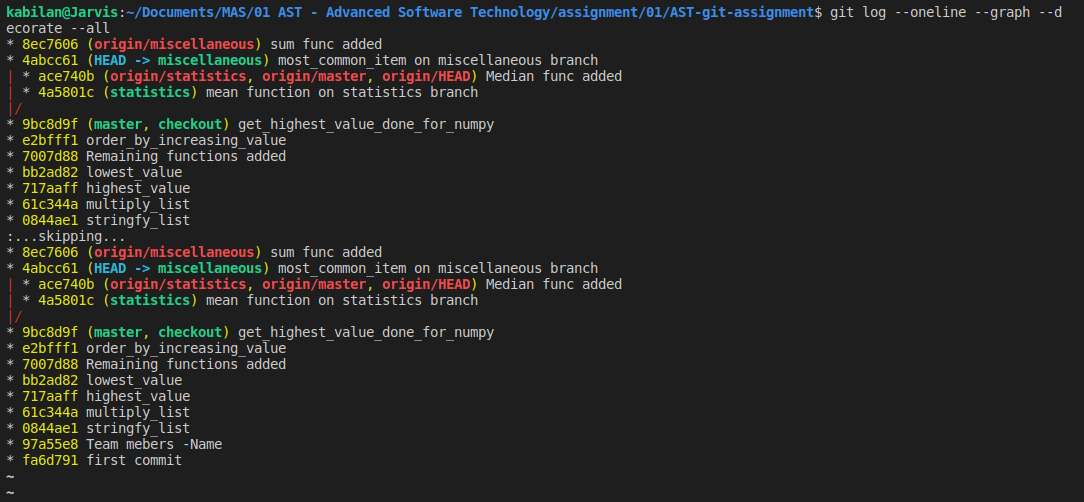 kabilan@Jarvis:~/Documents/MAS/01 AST - Advanced Software Technology/assignment/01/AST-git-assignment$ git log --oneline --graph --d
ecorate --all
* 8ec7606 (origin/miscellaneous) sum func added
* 4abcc61 (HEAD -> miscellaneous) most_common_item on miscellaneous branch
| * ace740b (origin/statistics, origin/master, origin/HEAD) Median func added
| * 4a5801c (statistics) mean function on statistics branch
|/
* 9bc8d9f (master, checkout) get_highest_value_done_for_numpy
* e2bfff1 order_by_increasing_value
* 7007d88 Remaining functions added
* bb2ad82 lowest_value
* 717aaff highest_value
* 61c344a multiply_list
* 0844ae1 stringfy_list
:...skipping...
* 8ec7606 (origin/miscellaneous) sum func added
* 4abcc61 (HEAD -> miscellaneous) most_common_item on miscellaneous branch
| * ace740b (origin/statistics, origin/master, origin/HEAD) Median func added
| * 4a5801c (statistics) mean function on statistics branch
|/
* 9bc8d9f (master, checkout) get_highest_value_done_for_numpy
* e2bfff1 order_by_increasing_value
* 7007d88 Remaining functions added
* bb2ad82 lowest_value
* 717aaff highest_value
* 61c344a multiply_list
* 0844ae1 stringfy_list
* 97a55e8 Team mebers -Name
* fa6d791 first commit
~
~